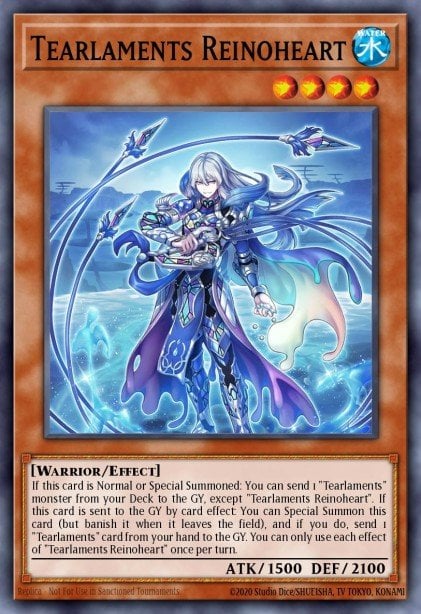 TEARLAMENTS REINOHEART
WATER
水
[WARRIOR/EFFECT]
If this card is Normal or Special Summoned: You can send 1 "Tearlaments"
monster from your Deck to the GY, except "Tearlaments Reinoheart". If
this card is sent to the GY by card effect: You can Special Summon this
card (but banish it when it leaves the field), and if you do, send 1
"Tearlaments" card from your hand to the GY. You can only use each effect
of "Tearlaments Reinoheart" once per turn.
ATK/1500 DEF/2100
Replica - Not For Use in Sanctioned Tournaments
©2020 Studio Dice/SHUEISHA, TV TOKYO, KONAMI